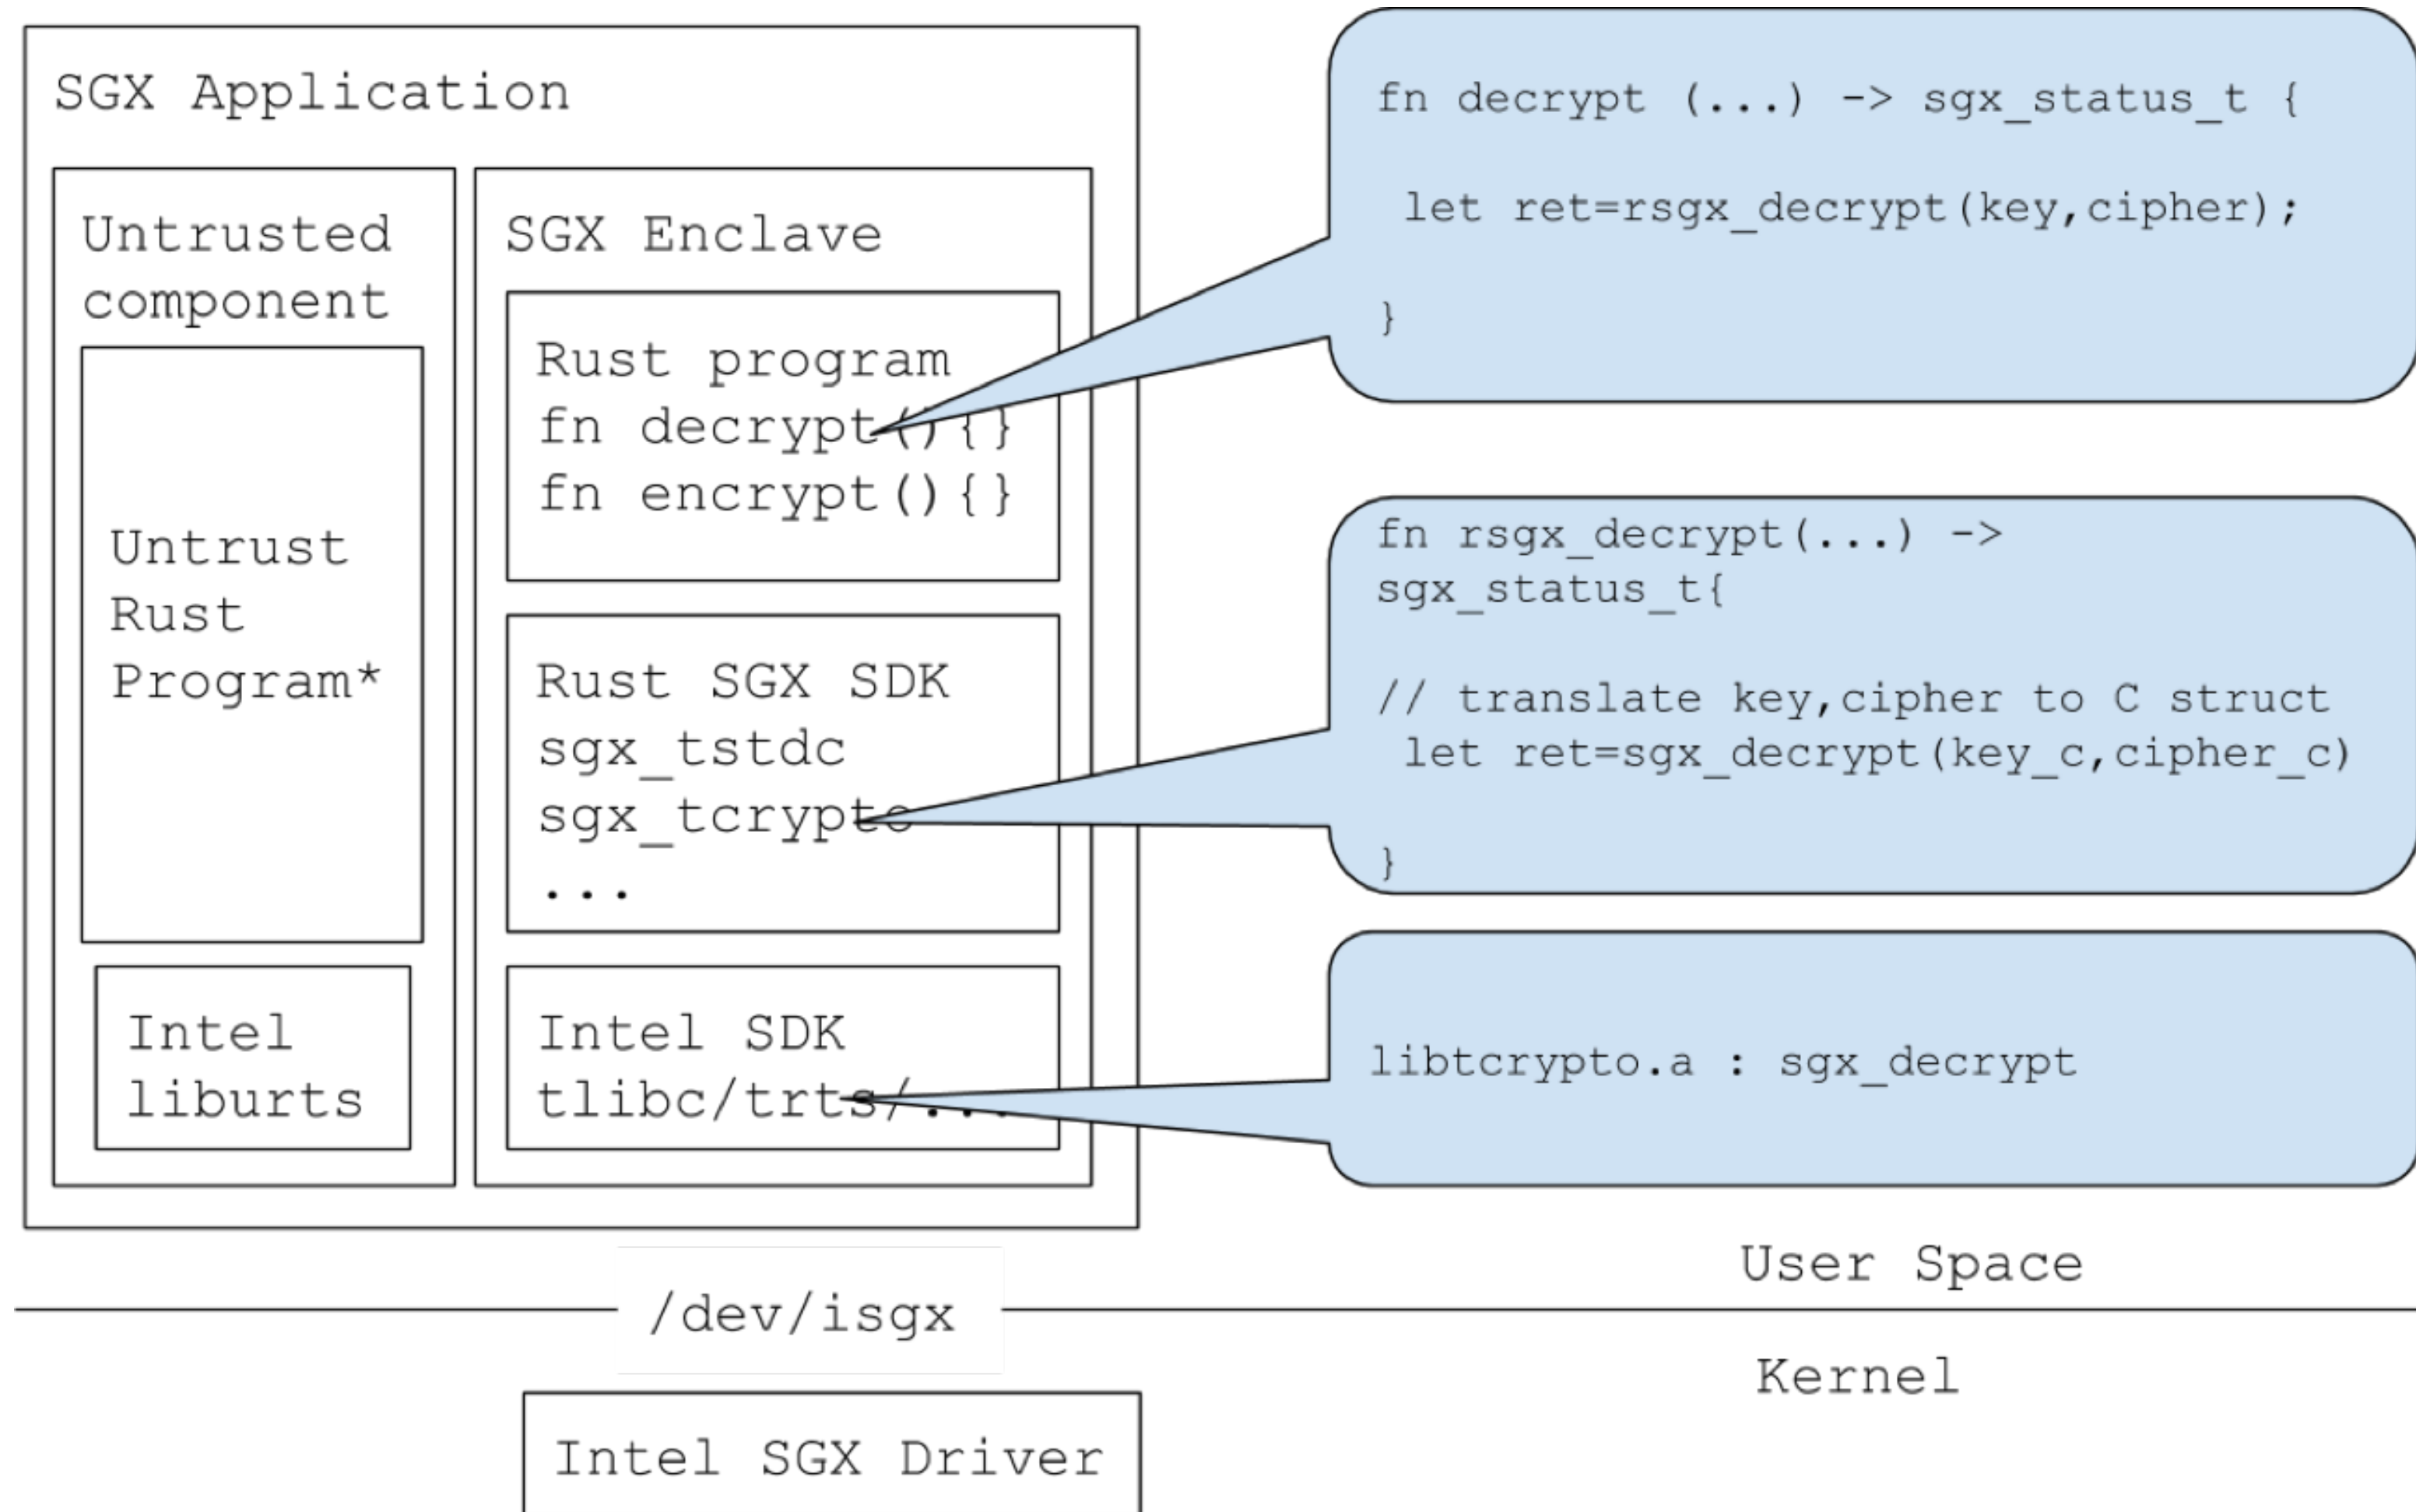 SGX Application
Untrusted
component
Untrust
Rust
Program*
Intel
liburts
SGX Enclave
Rust program
fn decrypt(){}
fn encrypt(){}
Rust SGX SDK
sgx_tstdc
sgx_tcrypto
...
Intel SDK
tlibc/trts/...
fn decrypt (...) -> sgx_status_t {
let ret=rsgx_decrypt(key,cipher);
}
fn rsgx_decrypt(...) ->
sgx_status_t{
// translate key,cipher to C struct
let ret=sgx_decrypt(key_c,cipher_c)
}
libtcrypto.a : sgx_decrypt
User Space
/dev/isgx
Kernel
Intel SGX Driver